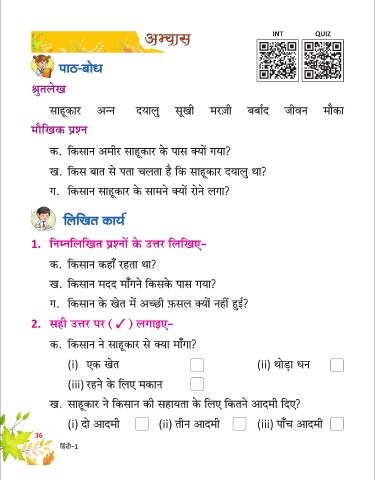 अभ्यास
INT
QUIZ
पाठ-बोध
श्रुतलेख
साहूकार अन्न दयालु सूखी मरज़ी बर्बाद जीवन मौका
मौखिक प्रश्न
क. किसान अमीर साहूकार के पास क्यों गया?
ख. किस बात से पता चलता है कि साहूकार दयालु था?
ग. किसान साहूकार के सामने क्यों रोने लगा?
लिखित कार्य
1. निम्नलिखित प्रश्नों के उत्तर लिखिए-
क. किसान कहाँ रहता था?
ख. किसान मदद माँगने किसके पास गया?
ग. किसान के खेत में अच्छी फ़सल क्यों नहीं हुई?
2. सही उत्तर पर (✓) लगाइए-
क. किसान ने साहूकार से क्या माँगा?
(i) एक खेत (ii) थोड़ा धन
(iii) रहने के लिए मकान
ख. साहूकार ने किसान की सहायता के लिए कितने आदमी दिए?
(i) दो आदमी (ii) तीन आदमी (iii) पाँच आदमी
36
हिंदी-1